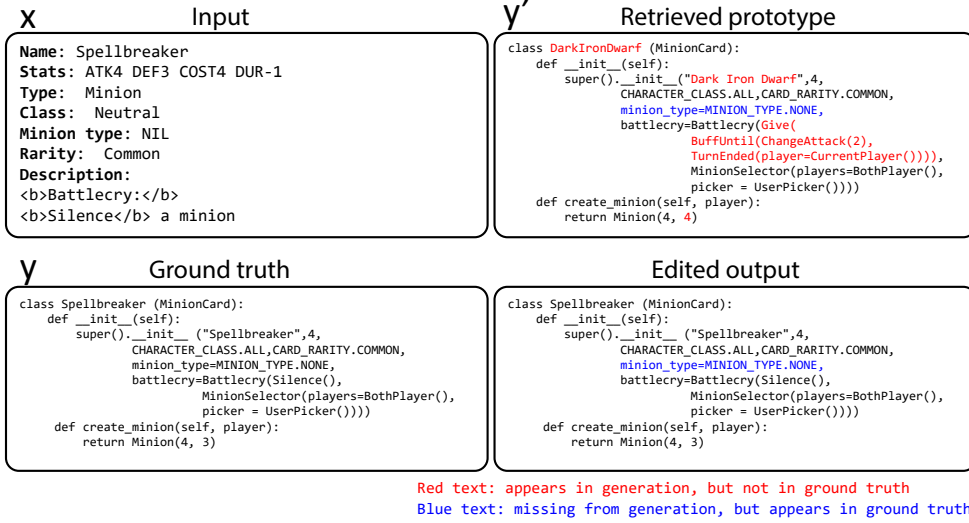 x Input
Name: Spellbreaker
Stats: ATK4 DEF3 COST4 DUR-1
Type: Minion
Class: Neutral
Minion type: NIL
Rarity: Common
Description:
<b>Battlecry:</b>
<b>Silence</b> a minion
y' Retrieved prototype
class DarkIronDwarf (MinionCard):
def __init__(self):
super().__init__("Dark Iron Dwarf",4,
CHARACTER_CLASS.ALL,CARD_RARITY.COMMON,
minion_type=MINION_TYPE.NONE,
battlecry=Battlecry(Give(
BuffUntil(ChangeAttack(2),
TurnEnded(player=CurrentPlayer()))),
MinionSelector(players=BothPlayer(),
picker = UserPicker())))
def create_minion(self, player):
return Minion(4, 4)
y Ground truth
class Spellbreaker (MinionCard):
def __init__(self):
super().__init__ ("Spellbreaker",4,
CHARACTER_CLASS.ALL,CARD_RARITY.COMMON,
minion_type=MINION_TYPE.NONE,
battlecry=Battlecry(Silence(),
MinionSelector(players=BothPlayer(),
picker = UserPicker())))
def create_minion(self, player):
return Minion(4, 3)
Edited output
class Spellbreaker (MinionCard):
def __init__(self):
super().__init__("Spellbreaker",4,
CHARACTER_CLASS.ALL,CARD_RARITY.COMMON,
minion_type=MINION_TYPE.NONE,
battlecry=Battlecry(Silence(),
MinionSelector(players=BothPlayer(),
picker = UserPicker())))
def create_minion(self, player):
return Minion(4, 3)
Red text: appears in generation, but not in ground truth
Blue text: missing from generation, but appears in ground truth